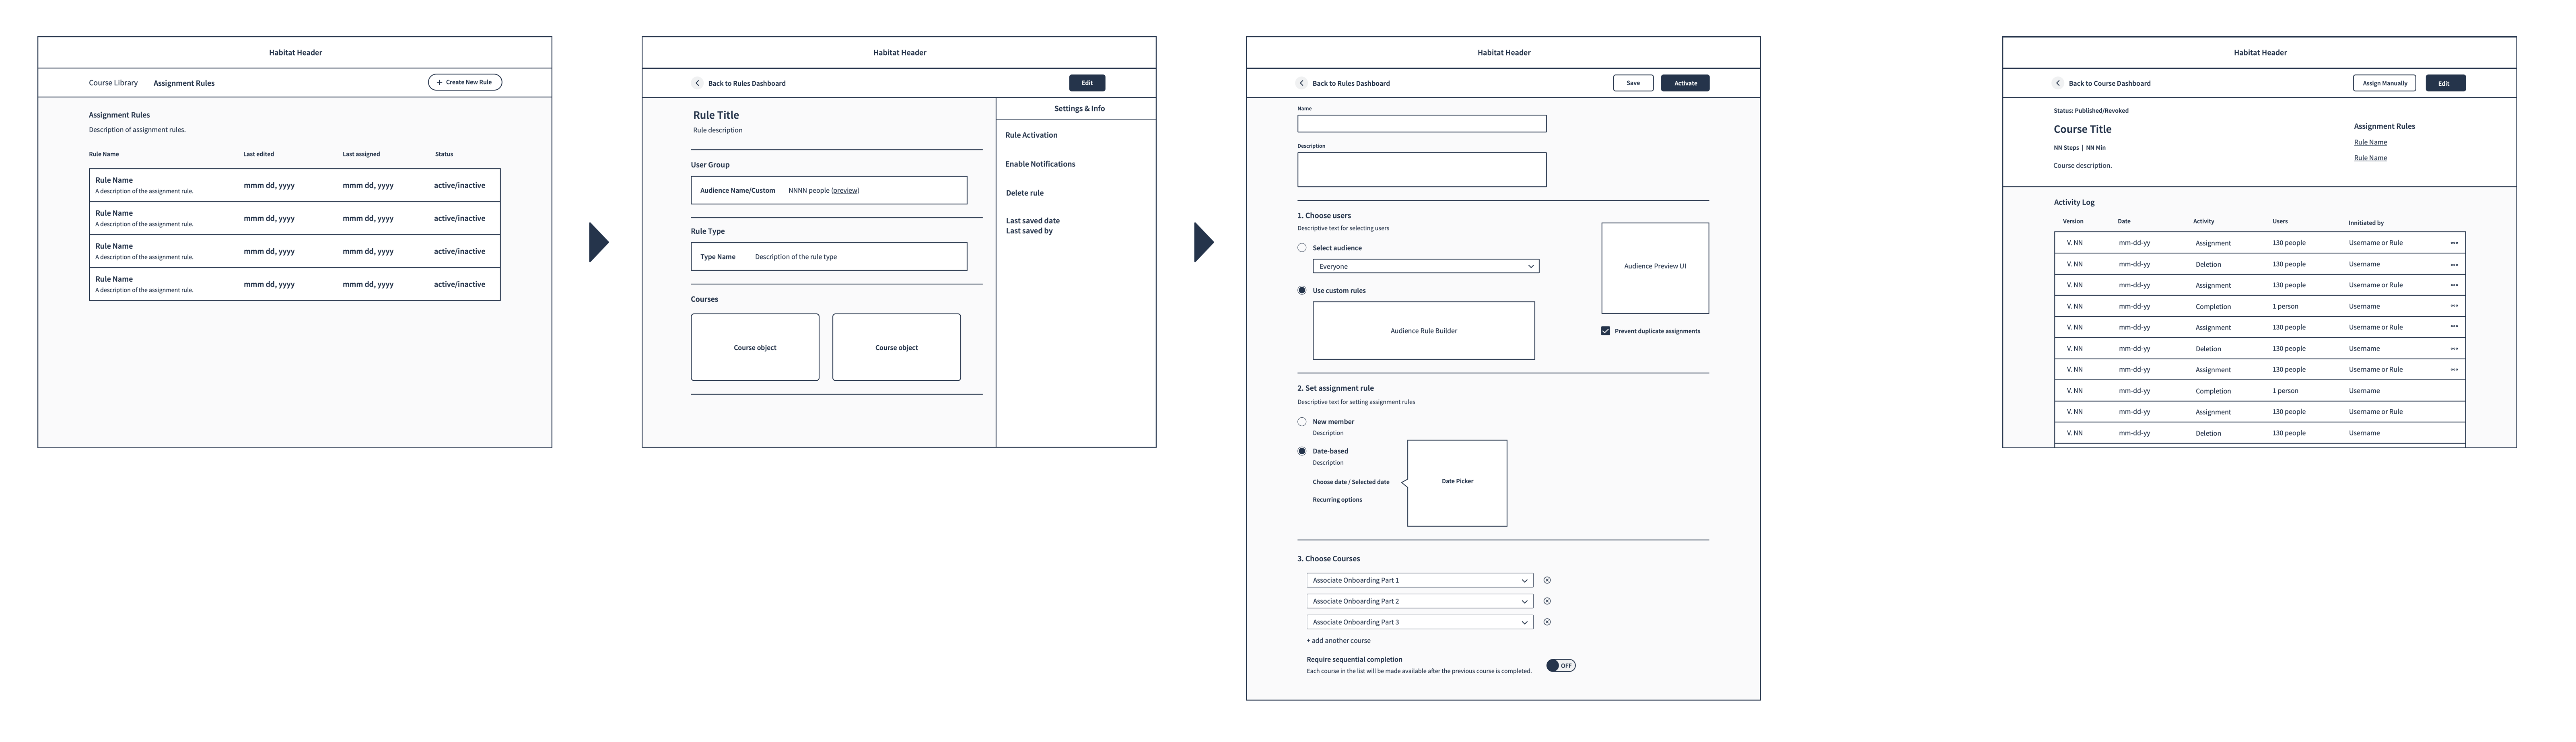 Habitat Header
Course Library Assignment Rules + Create New Rule
Assignment Rules
Description of assignment rules.
Rule Name Last edited Last assigned Status
Rule Name
A description of the assignment rule.
mmm dd, yyyy mmm dd, yyyy active/inactive
Rule Name
A description of the assignment rule.
mmm dd, yyyy mmm dd, yyyy active/inactive
Rule Name
A description of the assignment rule.
mmm dd, yyyy mmm dd, yyyy active/inactive
Rule Name
A description of the assignment rule.
mmm dd, yyyy mmm dd, yyyy active/inactive
Habitat Header
Back to Rules Dashboard Edit
Rule Title
Rule description
User Group
Audience Name/Custom NNNN people (preview)
Rule Type
Type Name Description of the rule type
Courses
Course object Course object
Settings & Info
Rule Activation
Enable Notifications
Delete rule
Last saved date
Last saved by
Habitat Header
Back to Rules Dashboard Save Activate
Name
Description
1. Choose users
Descriptive text for selecting users
Select audience
Everyone
Use custom rules
Audience Rule Builder
Audience Preview UI
Prevent duplicate assignments
2. Set assignment rule
Descriptive text for setting assignment rules
New member
Description
Date-based
Description
Choose date / Selected date
Recurring options
Date Picker
3. Choose Courses
Associate Onboarding Part 1
Associate Onboarding Part 2
Associate Onboarding Part 3
+ add another course
Require sequential completion
Each course in the list will be made available after the previous course is completed.
OFF
Habitat Header
Back to Course Dashboard Assign Manually Edit
Status: Published/Revoked
Course Title
NN Steps | NN Min
Course description.
Assignment Rules
Rule Name
Rule Name
Activity Log
Version Date Activity Users Innitiated by
V. NN mm-dd-yy Assignment 130 people Username or Rule
V. NN mm-dd-yy Deletion 130 people Username
V. NN mm-dd-yy Assignment 130 people Username or Rule
V. NN mm-dd-yy Completion 1 person Username
V. NN mm-dd-yy Assignment 130 people Username or Rule
V. NN mm-dd-yy Deletion 130 people Username
V. NN mm-dd-yy Assignment 130 people Username or Rule
V. NN mm-dd-yy Completion 1 person Username
V. NN mm-dd-yy Assignment 130 people Username or Rule
V. NN mm-dd-yy Deletion 130 people Username